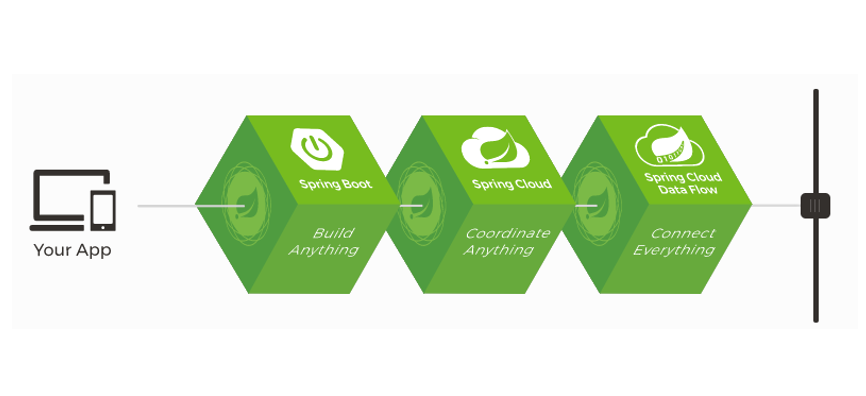 Your App
Spring Boot
Build
Anything
Spring Cloud
Coordinate
Anything
Spring Cloud
Data Flow
Connect
Everything